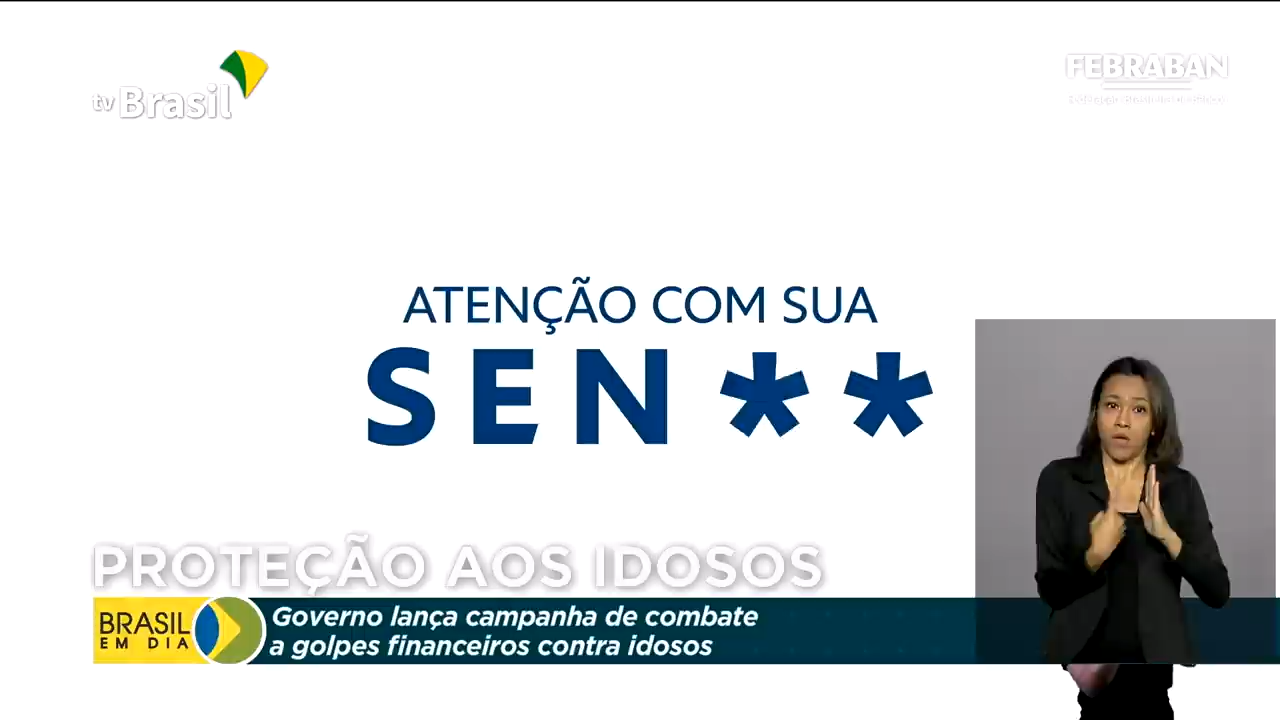 tv Brasil
FEBRABAN
ATENÇÃO COM SUA
SEN**
PROTEÇÃO AOS IDOSOS
BRASIL
EM DIA
Governo lança campanha de combate
a golpes financeiros contra idosos